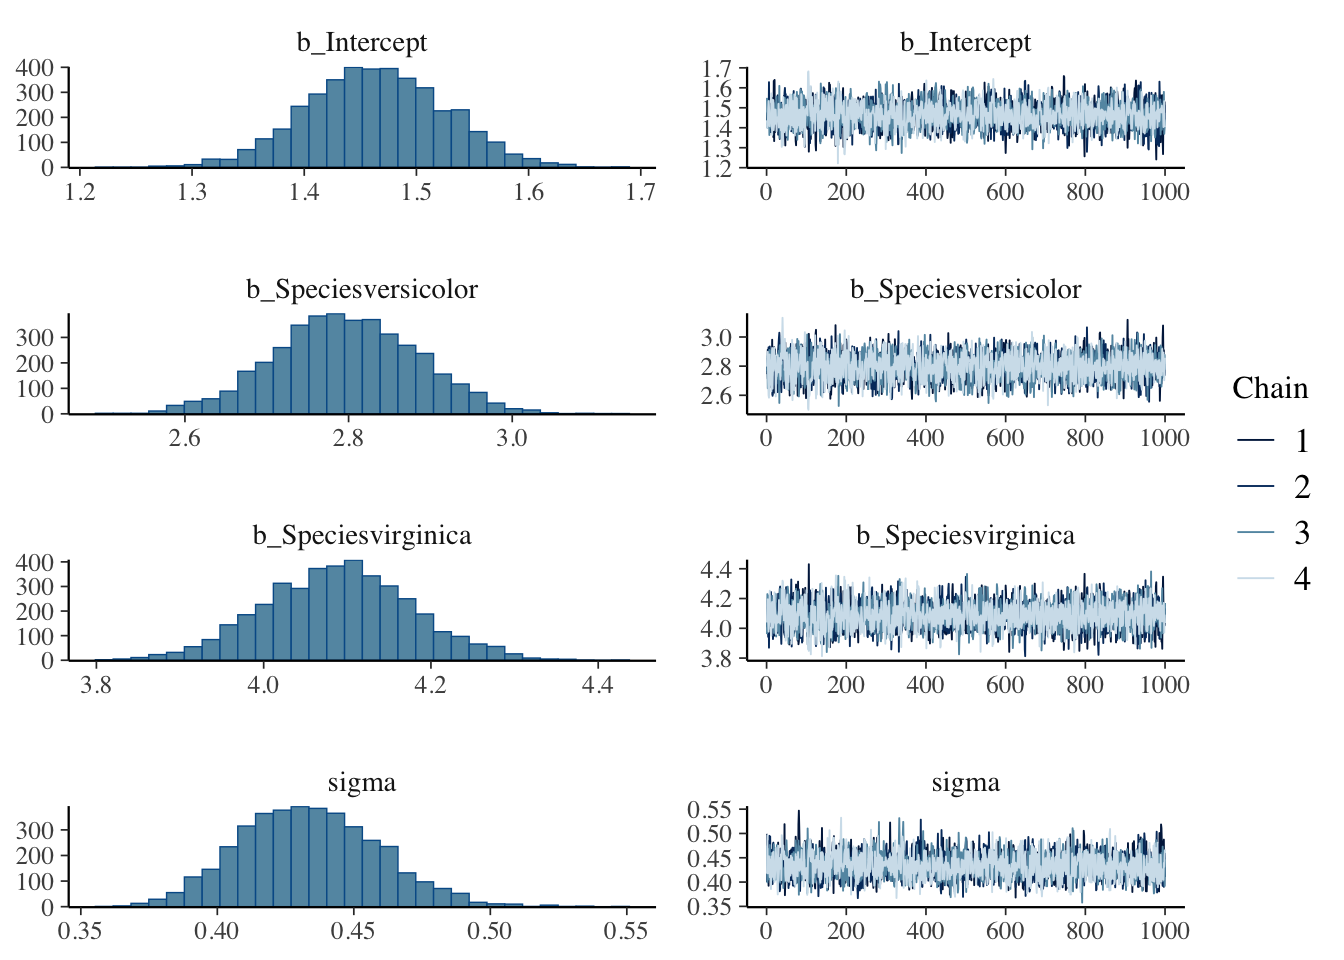 b_Intercept
400
300
200
100
0
1.2 1.3 1.4 1.5 1.6 1.7
b_Intercept
1.7
1.6
1.5
1.4
1.3
1.2
0 200 400 600 800 1000
b_Speciesversicolor
300
200
100
0
2.6 2.8 3.0
b_Speciesversicolor
3.0
2.8
2.6
0 200 400 600 800 1000
b_Speciesvirginica
400
300
200
100
0
3.8 4.0 4.2 4.4
b_Speciesvirginica
4.4
4.2
4.0
3.8
0 200 400 600 800 1000
sigma
300
200
100
0
0.35 0.40 0.45 0.50 0.55
sigma
0.55
0.50
0.45
0.40
0.35
0 200 400 600 800 1000
Chain
1
2
3
4